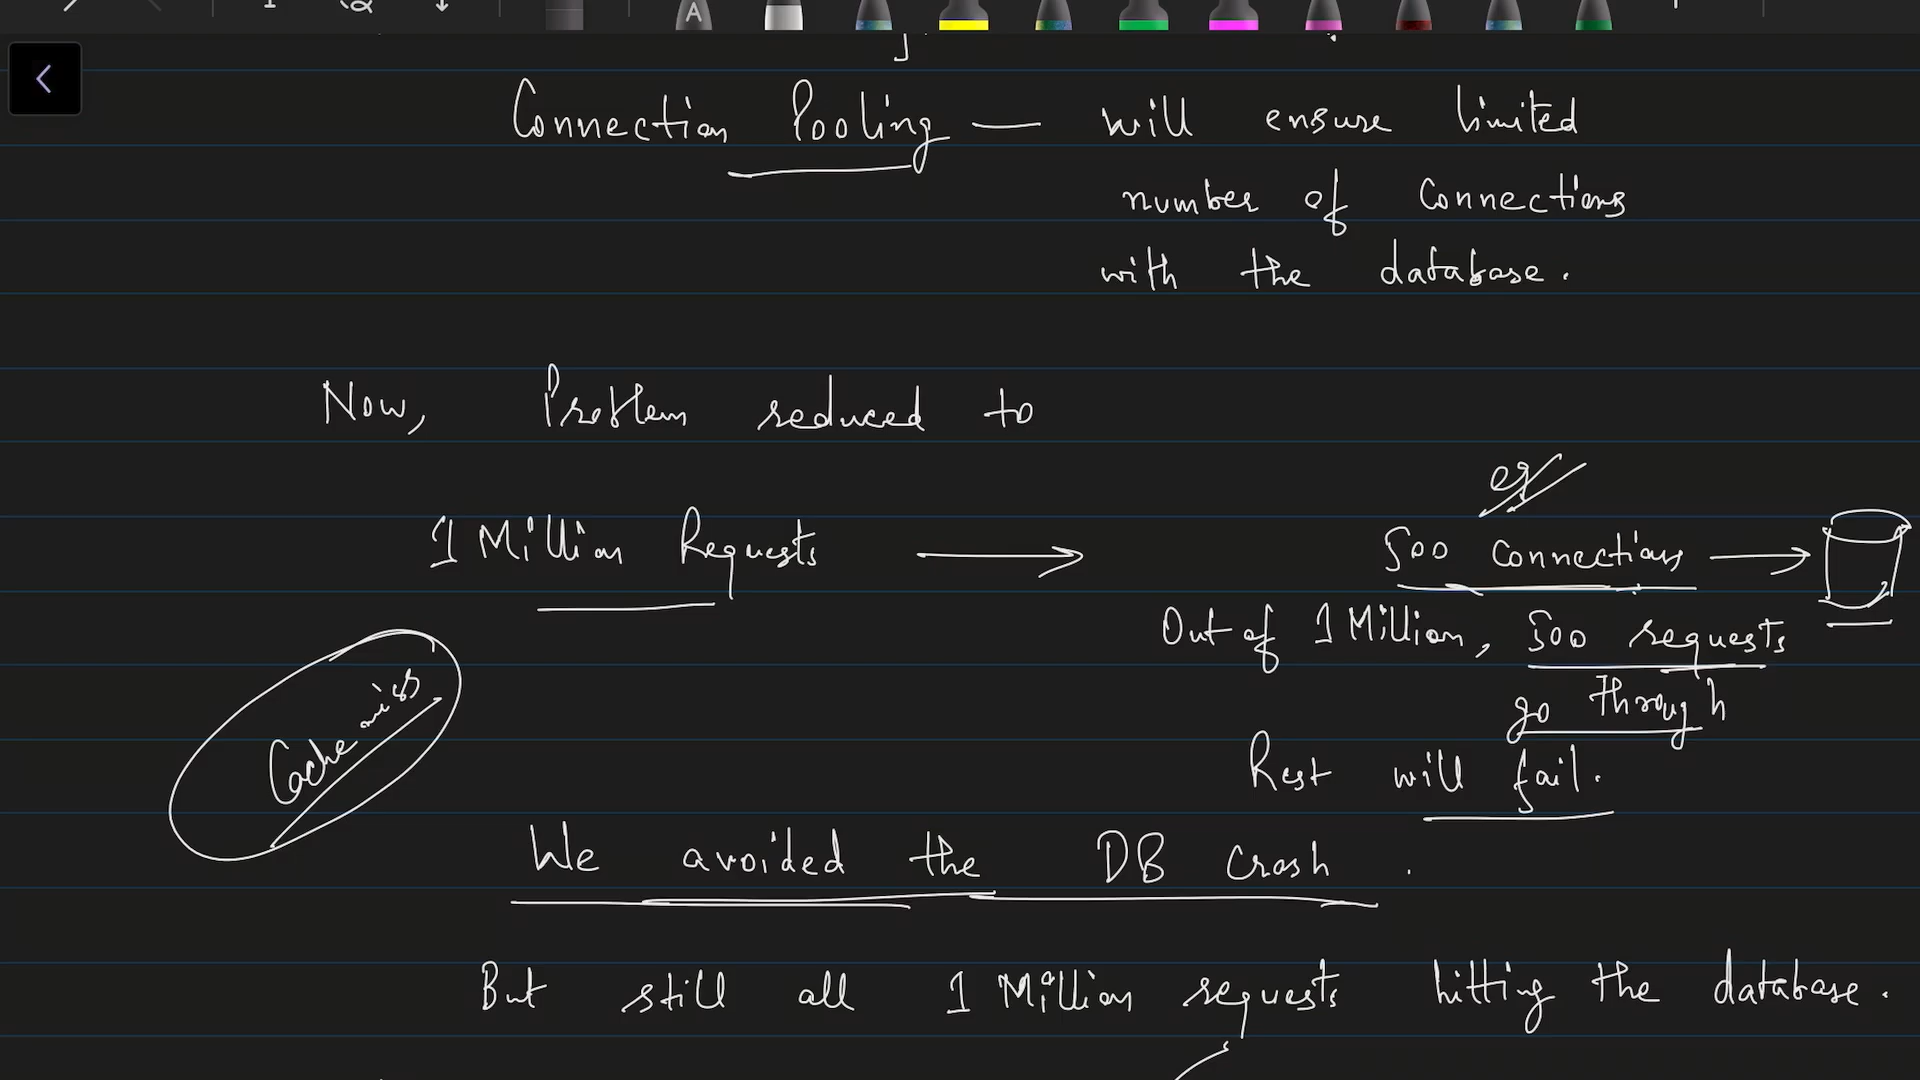 Connection Pooling — will ensure limited
number of connections
with the database.
Now, Problem reduced to
eg
1 Million Requests → 500 connections →
Out of 1 Million, 500 requests
go through
Cache miss
Rest will fail.
We avoided the DB crash.
But still all 1 Million requests hitting the database.